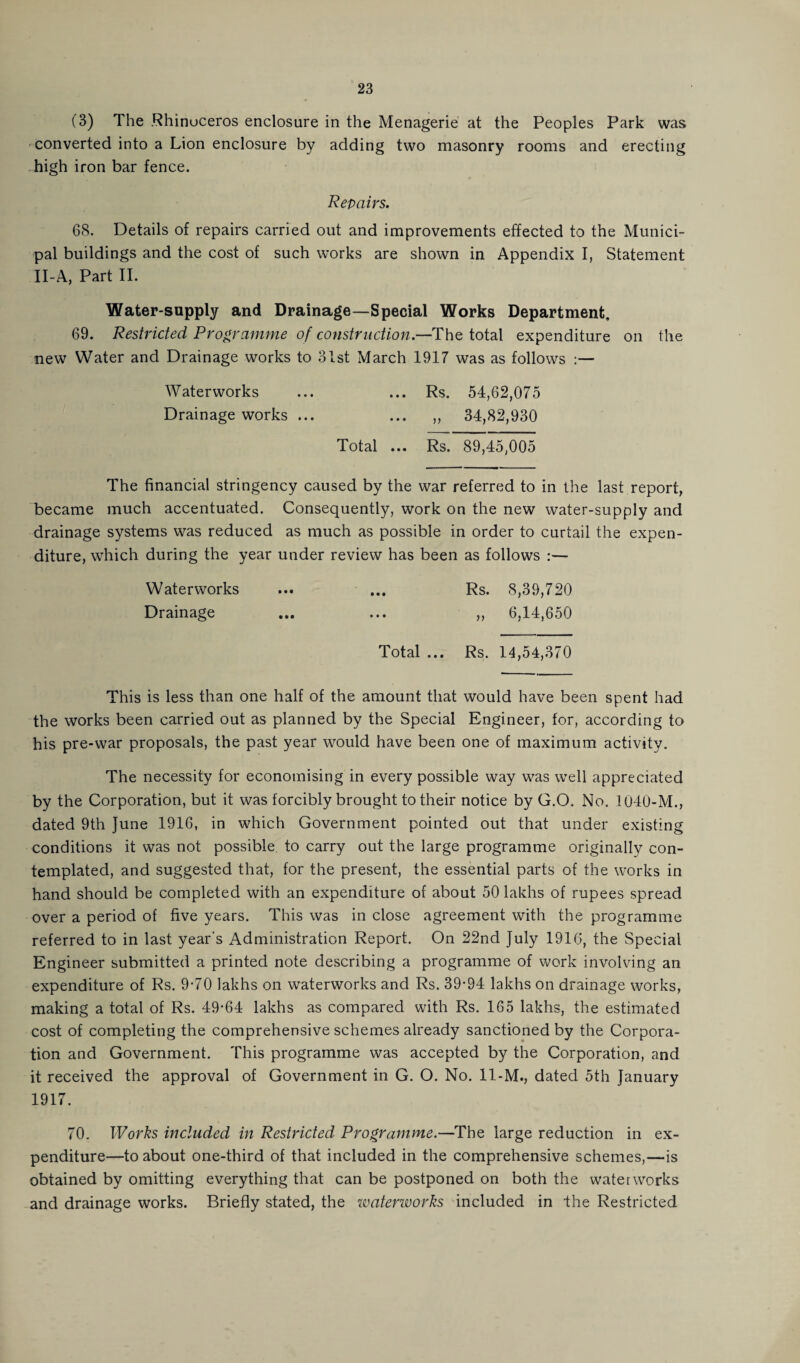 23
(3) The Rhinoceros enclosure in the Menagerie at the Peoples Park was
converted into a Lion enclosure by adding two masonry rooms and erecting
high iron bar fence.
Repairs.
68. Details of repairs carried out and improvements effected to the Munici-
pal buildings and the cost of such works are shown in Appendix I, Statement
II-A, Part II.
Water-supply and Drainage—Special Works Department.
69. Restricted Programme of construction.—The total expenditure on the
new Water and Drainage works to 31st March 1917 was as follows :—
Waterworks ... ... Rs. 54,62,075
Drainage works ... ... „ 34,82,930
Total ... Rs. 89,45,005
The financial stringency caused by the war referred to in the last report,
became much accentuated. Consequently, work on the new water-supply and
drainage systems was reduced as much as possible in order to curtail the expen-
diture, which during the year under review has been as follows :—
Waterworks ... ... Rs. 8,39,720
Drainage ... ... „ 6,14,650
Total ... Rs. 14,54,370
This is less than one half of the amount that would have been spent had
the works been carried out as planned by the Special Engineer, for, according to
his pre-war proposals, the past year would have been one of maximum activity.
The necessity for economising in every possible way was well appreciated
by the Corporation, but it was forcibly brought to their notice by G.O. No. 1040-M.,
dated 9th June 1916, in which Government pointed out that under existing
conditions it was not possible to carry out the large programme originally con-
templated, and suggested that, for the present, the essential parts of the works in
hand should be completed with an expenditure of about 50 lakhs of rupees spread
over a period of five years. This was in close agreement with the programme
referred to in last year's Administration Report. On 22nd July 1916, the Special
Engineer submitted a printed note describing a programme of work involving an
expenditure of Rs. 9·70 lakhs on waterworks and Rs. 39·94 lakhs on drainage works,
making a total of Rs. 49·64 lakhs as compared with Rs. 165 lakhs, the estimated
cost of completing the comprehensive schemes already sanctioned by the Corpora-
tion and Government. This programme was accepted by the Corporation, and
it received the approval of Government in G. O. No. 11-M., dated 5th January
1917.
70. Works included in Restricted Programme.—The large reduction in ex-
penditure—to about one-third of that included in the comprehensive schemes,—is
obtained by omitting everything that can be postponed on both the waterworks
and drainage works. Briefly stated, the waterworks included in the Restricted